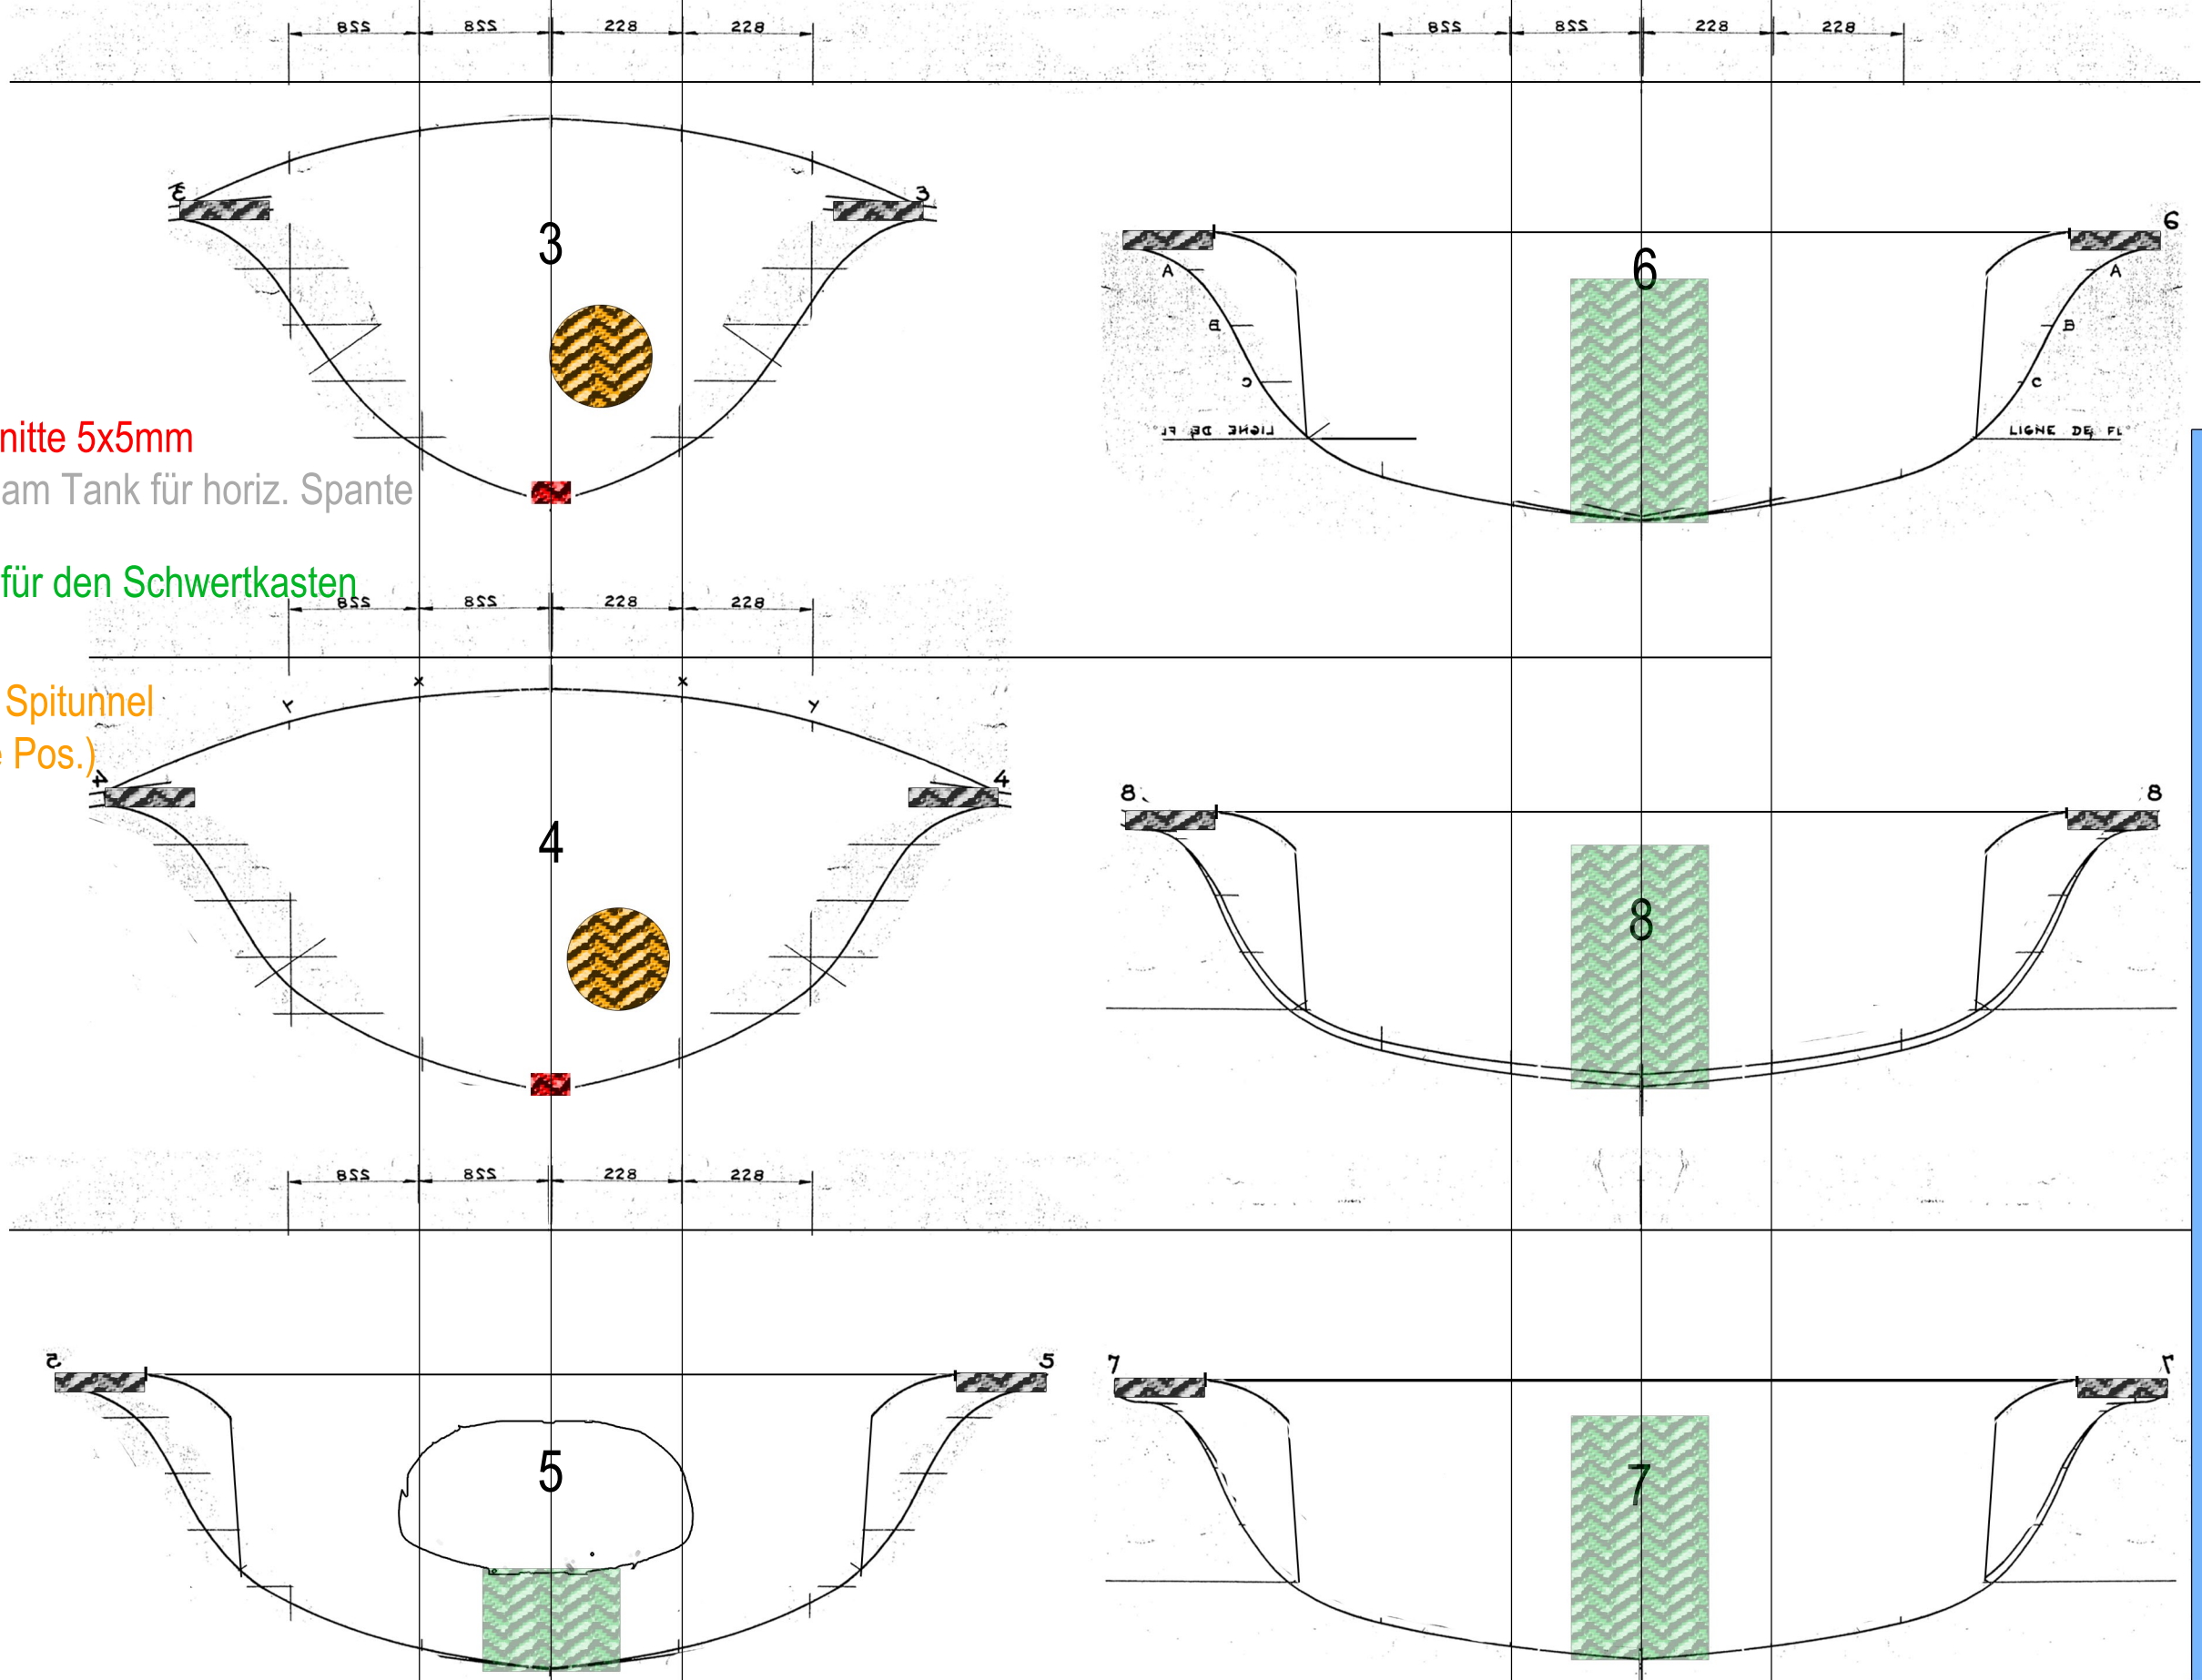 228 228 228 228
228 228 228 228
3 3
3
6
6
A A
B B
C C
nitte 5x5mm
LIGNE DE FL° LIGNE DE FL°
am Tank für horiz. Spante
für den Schwertkasten
228 228 228 228
x x
Y Y
Spitunnel
e Pos.)
4 4
4
8 8
8
228 228 228 228
5 5
5
7 7
7